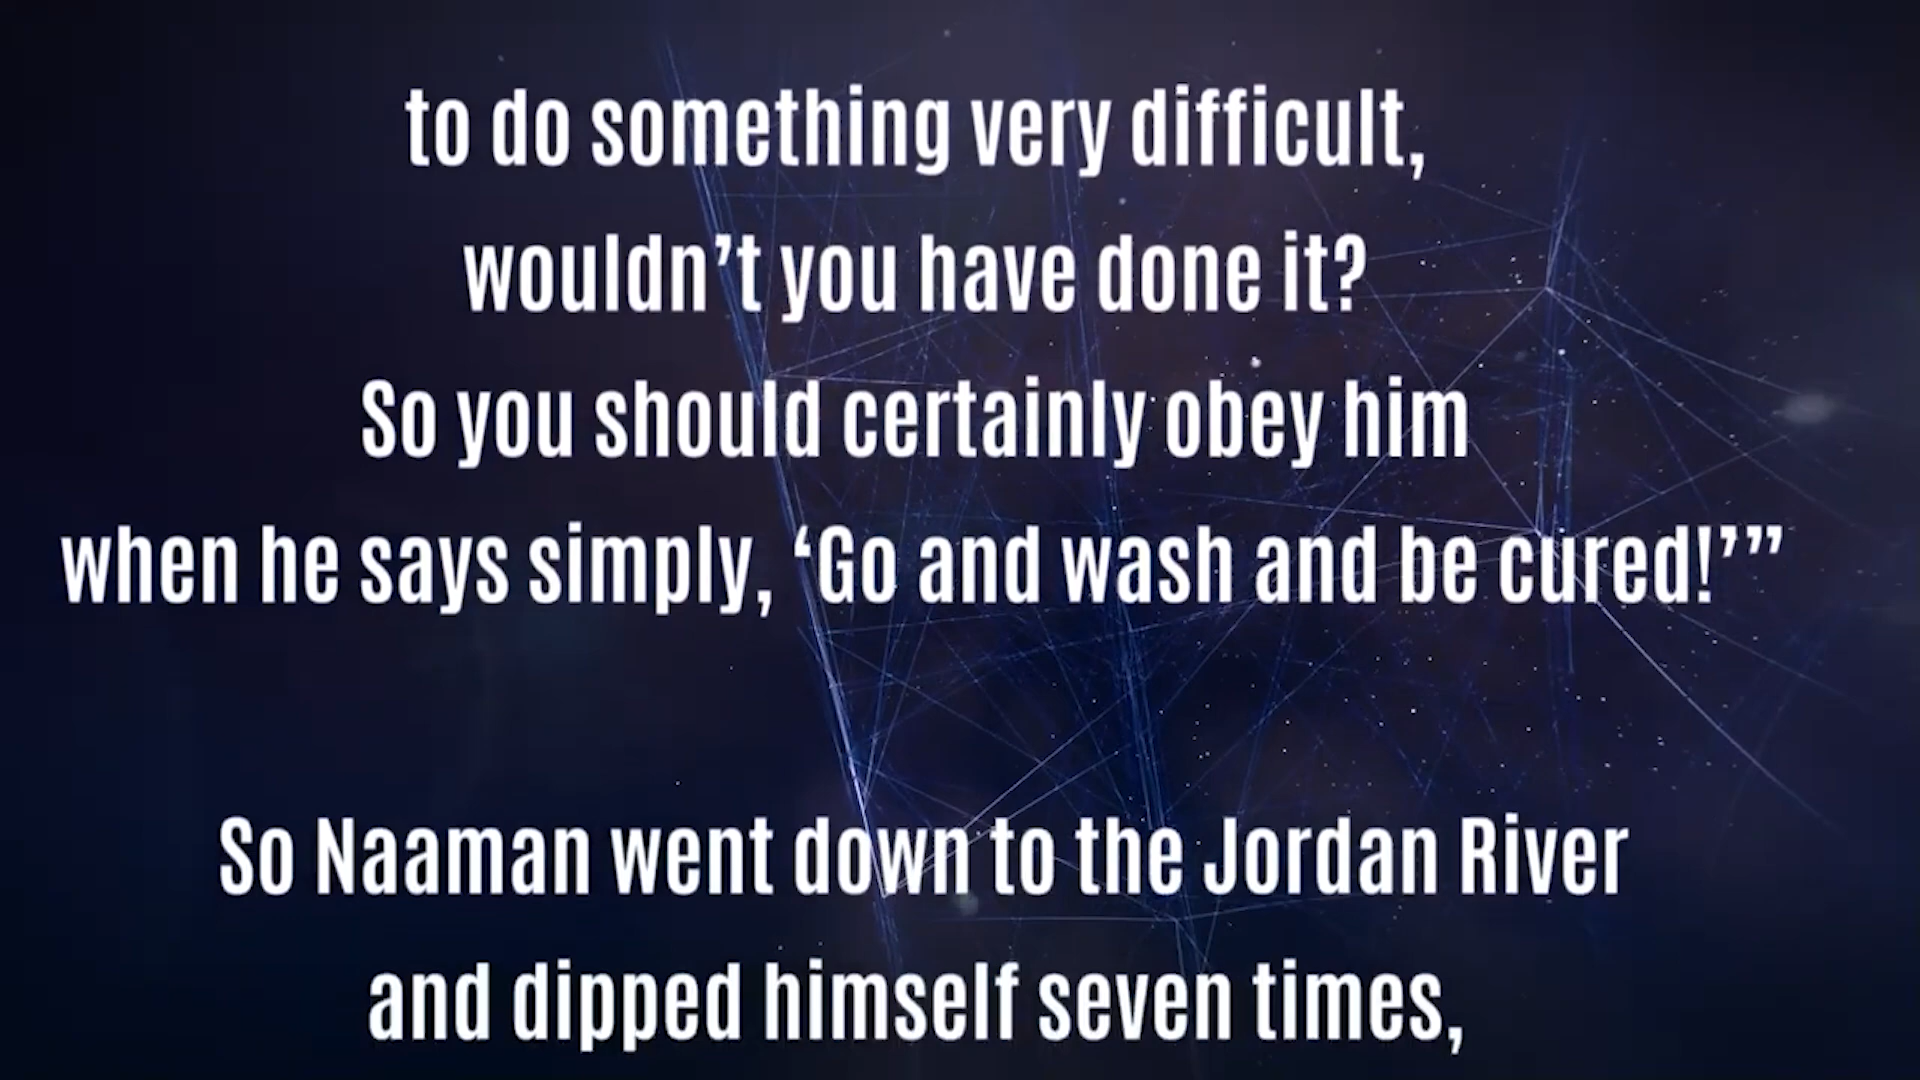 to do something very difficult,
wouldn’t you have done it?
So you should certainly obey him
when he says simply, ‘Go and wash and be cured!’”
So Naaman went down to the Jordan River
and dipped himself seven times,